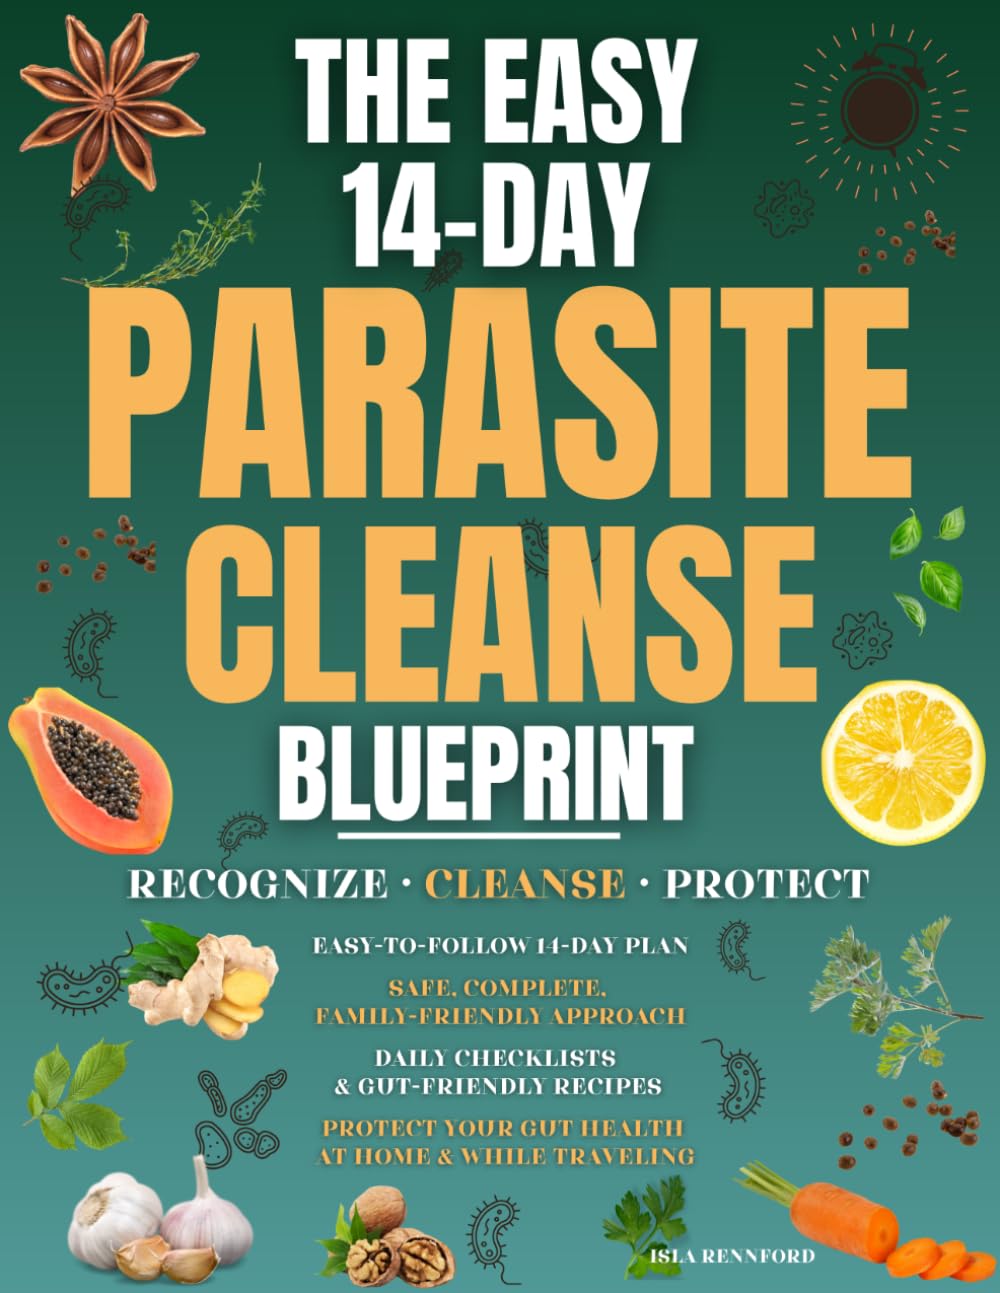 THE EASY
14-DAY
PARASITE
CLEANSE
BLUEPRINT
RECOGNIZE • CLEANSE • PROTECT
EASY-TO-FOLLOW 14-DAY PLAN
SAFE, COMPLETE,
FAMILY-FRIENDLY APPROACH
DAILY CHECKLISTS
& GUT-FRIENDLY RECIPES
PROTECT YOUR GUT HEALTH
AT HOME & WHILE TRAVELING
ISLA RENNFORD